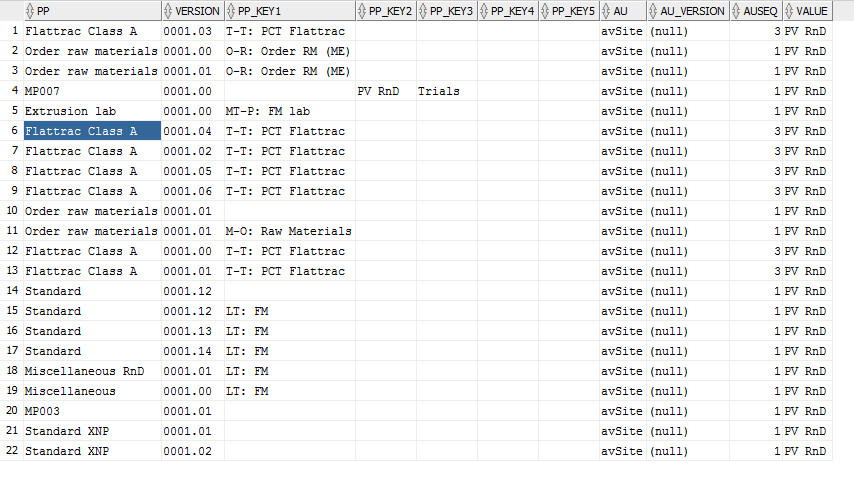 PP VERSION PP_KEY1 PP_KEY2 PP_KEY3 PP_KEY4 PP_KEY5 AU AU_VERSION AUSEQ VALUE
1 Flattrac Class A 0001.03 T-T: PCT Flattrac avSite (null) 3 PV RnD
2 Order raw materials 0001.00 O-R: Order RM (ME) avSite (null) 1 PV RnD
3 Order raw materials 0001.01 O-R: Order RM (ME) avSite (null) 1 PV RnD
4 MP007 0001.00 PV RnD Trials avSite (null) 1 PV RnD
5 Extrusion lab 0001.00 MT-P: FM lab avSite (null) 1 PV RnD
6 Flattrac Class A 0001.04 T-T: PCT Flattrac avSite (null) 3 PV RnD
7 Flattrac Class A 0001.02 T-T: PCT Flattrac avSite (null) 3 PV RnD
8 Flattrac Class A 0001.05 T-T: PCT Flattrac avSite (null) 3 PV RnD
9 Flattrac Class A 0001.06 T-T: PCT Flattrac avSite (null) 3 PV RnD
10 Order raw materials 0001.01 avSite (null) 1 PV RnD
11 Order raw materials 0001.01 M-O: Raw Materials avSite (null) 1 PV RnD
12 Flattrac Class A 0001.00 T-T: PCT Flattrac avSite (null) 3 PV RnD
13 Flattrac Class A 0001.01 T-T: PCT Flattrac avSite (null) 3 PV RnD
14 Standard 0001.12 avSite (null) 1 PV RnD
15 Standard 0001.12 LT: FM avSite (null) 1 PV RnD
16 Standard 0001.13 LT: FM avSite (null) 1 PV RnD
17 Standard 0001.14 LT: FM avSite (null) 1 PV RnD
18 Miscellaneous RnD 0001.01 LT: FM avSite (null) 1 PV RnD
19 Miscellaneous 0001.00 LT: FM avSite (null) 1 PV RnD
20 MP003 0001.01 avSite (null) 1 PV RnD
21 Standard XNP 0001.01 avSite (null) 1 PV RnD
22 Standard XNP 0001.02 avSite (null) 1 PV RnD